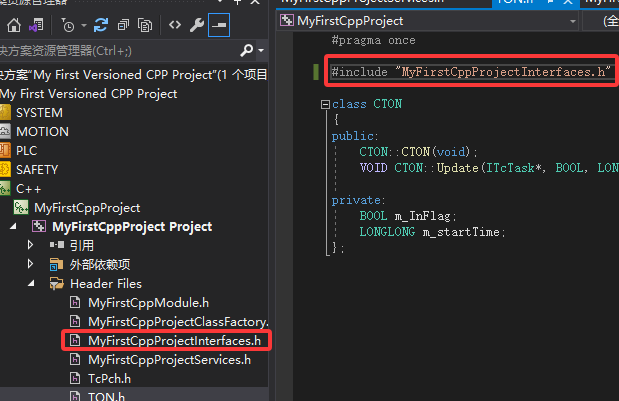 MyFirstCppProjectServices.h
TON.h
MyFirstCppProject
(全
决方案资源管理器(Ctrl+;)
决方案“My First Versioned CPP Project”(1 个项目
My First Versioned CPP Project
SYSTEM
MOTION
PLC
SAFETY
C++
MyFirstCppProject
MyFirstCppProject Project
引用
外部依赖项
Header Files
MyFirstCppModule.h
MyFirstCppProjectClassFactory.
MyFirstCppProjectInterfaces.h
MyFirstCppProjectServices.h
TcPch.h
TON.h
#pragma once
#include "MyFirstCppProjectInterfaces.h"
class CTON
{
public:
CTON::CTON(void);
VOID CTON::Update(ITcTask*, BOOL, LON
private:
BOOL m_InFlag;
LONGLONG m_startTime;
};